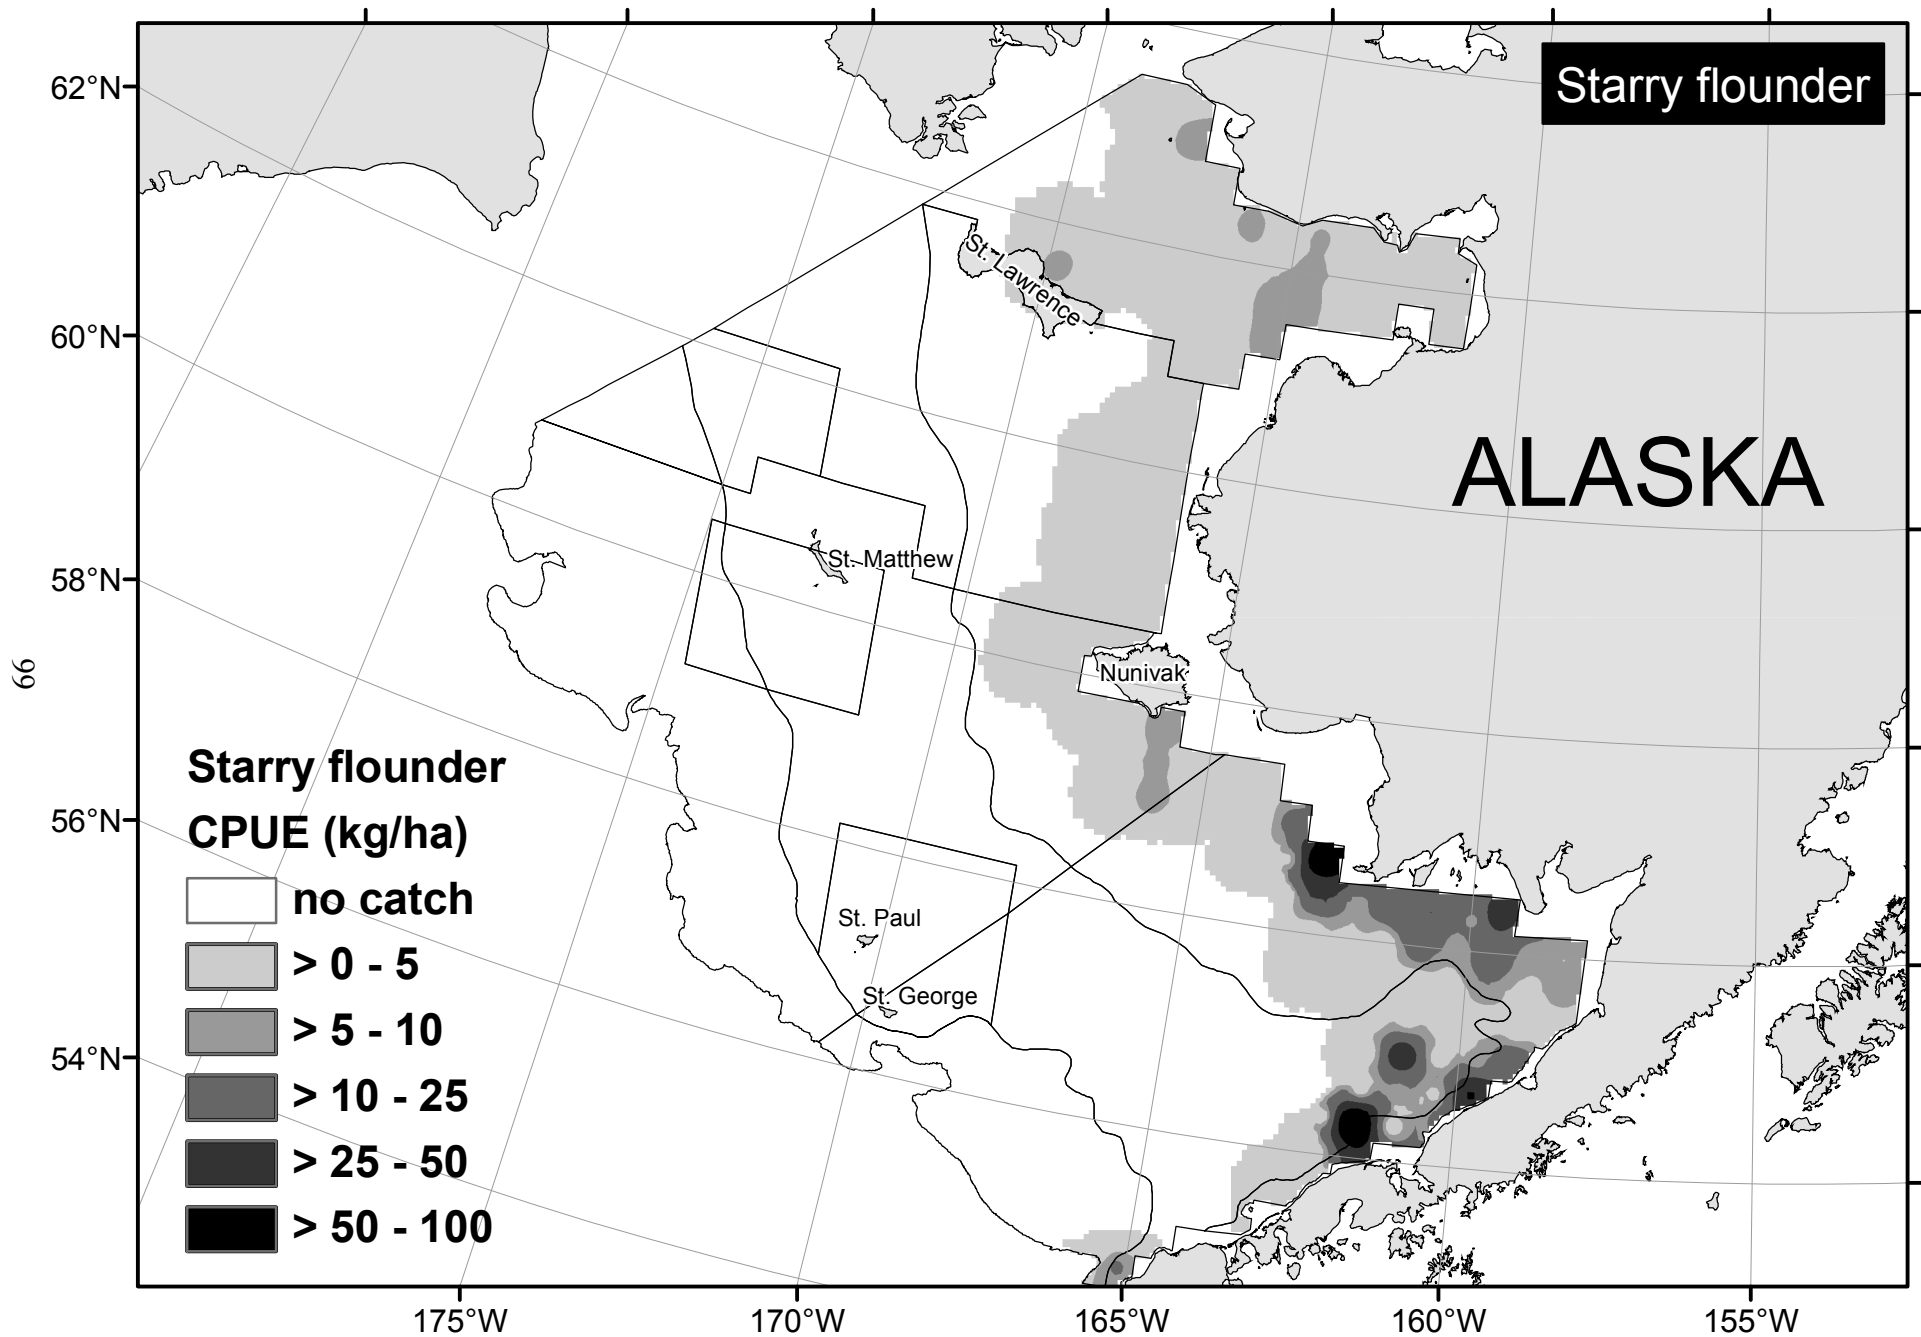 Starry flounder
62°N
60°N
58°N
56°N
54°N
St. Lawrence
ALASKA
St. Matthew
Nunivak
St. Paul
St. George
66
Starry flounder
CPUE (kg/ha)
no catch
> 0 - 5
> 5 - 10
> 10 - 25
> 25 - 50
> 50 - 100
175°W
170°W
165°W
160°W
155°W